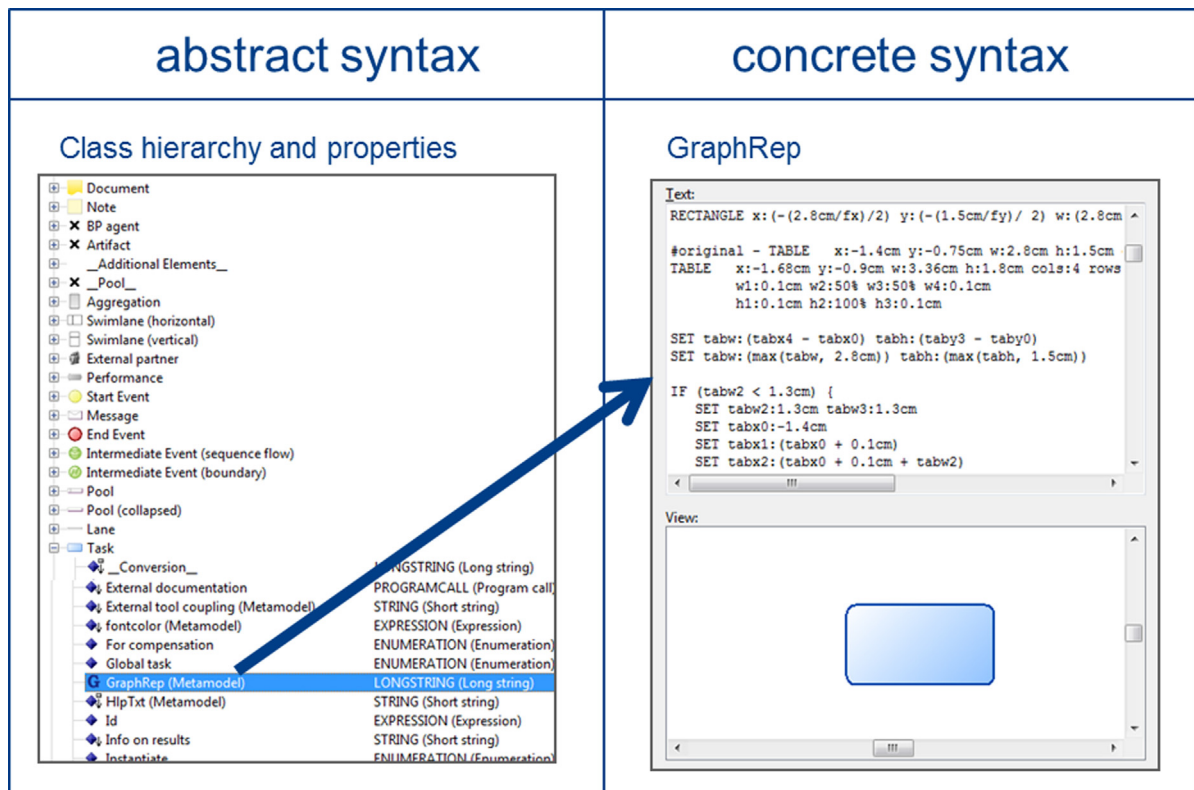 abstract syntax
concrete syntax
Class hierarchy and properties
Document
Note
BP agent
Artifact
__Additional Elements__
__Pool__
Aggregation
Swimlane (horizontal)
Swimlane (vertical)
External partner
Performance
Start Event
Message
End Event
Intermediate Event (sequence flow)
Intermediate Event (boundary)
Pool
Pool (collapsed)
Lane
Task
__Conversion__ LONGSTRING (Long string)
External documentation PROGRAMCALL (Program call)
External tool coupling (Metamodel) STRING (Short string)
fontcolor (Metamodel) EXPRESSION (Expression)
For compensation ENUMERATION (Enumeration)
Global task ENUMERATION (Enumeration)
G GraphRep (Metamodel) LONGSTRING (Long string)
HlpTxt (Metamodel) STRING (Short string)
Id EXPRESSION (Expression)
Info on results STRING (Short string)
Instantiate ENUMERATION (Enumeration)
GraphRep
Text:
RECTANGLE x:(-(2.8cm/fx)/2) y:(-(1.5cm/fy)/ 2) w:(2.8cm
#original - TABLE x:-1.4cm y:-0.75cm w:2.8cm h:1.5cm
TABLE x:-1.68cm y:-0.9cm w:3.36cm h:1.8cm cols:4 rows
w1:0.1cm w2:50% w3:50% w4:0.1cm
h1:0.1cm h2:100% h3:0.1cm
SET tabw:(tabx4 - tabx0) tabh:(taby3 - taby0)
SET tabw:(max(tabw, 2.8cm)) tabh:(max(tabh, 1.5cm))
IF (tabw2 < 1.3cm) {
SET tabw2:1.3cm tabw3:1.3cm
SET tabx0:-1.4cm
SET tabx1:(tabx0 + 0.1cm)
SET tabx2:(tabx0 + 0.1cm + tabw2)
View: